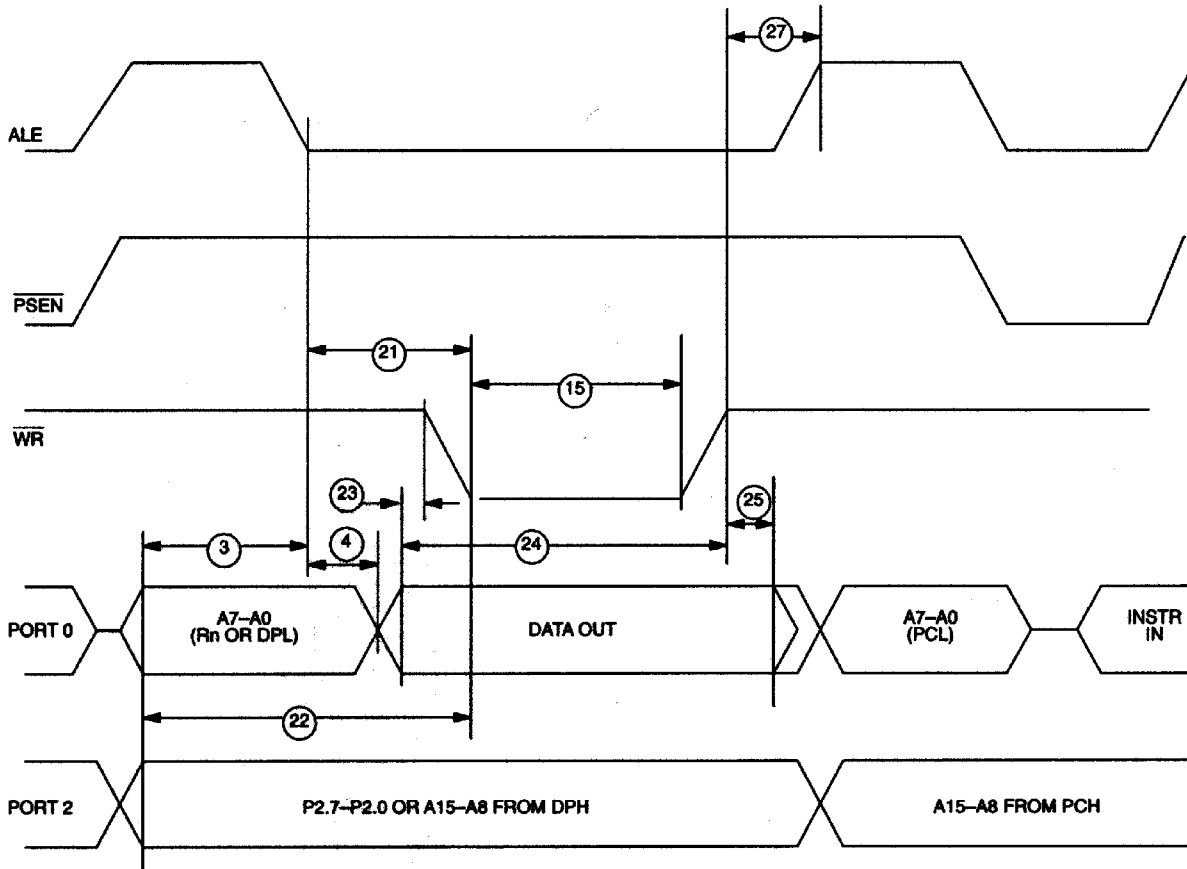 27
ALE
PSEN
21
15
WR
23
25
3
4
24
PORT 0
A7–A0
(Rn OR DPL)
DATA OUT
A7–A0
(PCL)
INSTR
IN
22
PORT 2
P2.7–P2.0 OR A15–A8 FROM DPH
A15–A8 FROM PCH